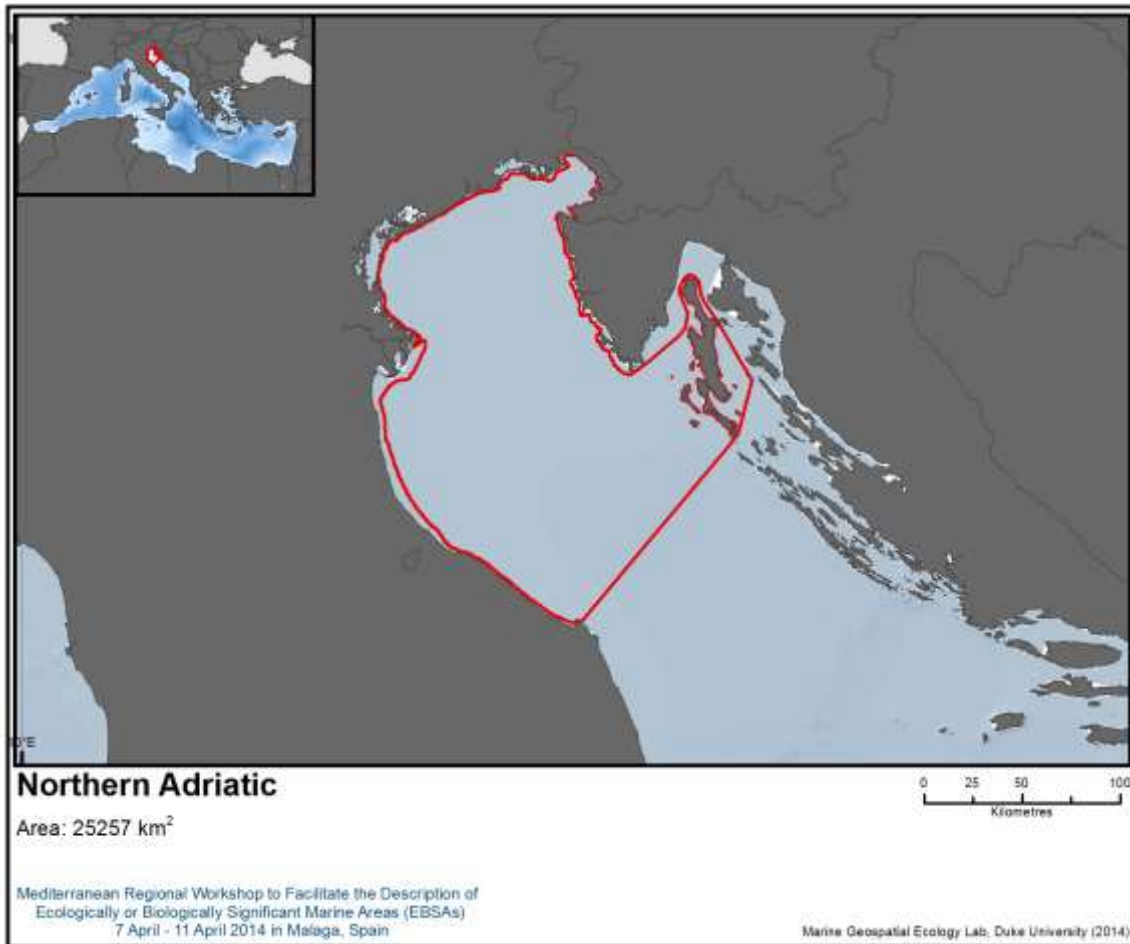 0°E
Northern Adriatic
Area: 25257 km²
0 25 50 100
Kilometres
Mediterranean Regional Workshop to Facilitate the Description of
Ecologically or Biologically Significant Marine Areas (EBSAs)
7 April - 11 April 2014 in Malaga, Spain
Marine Geospatial Ecology Lab, Duke University (2014)